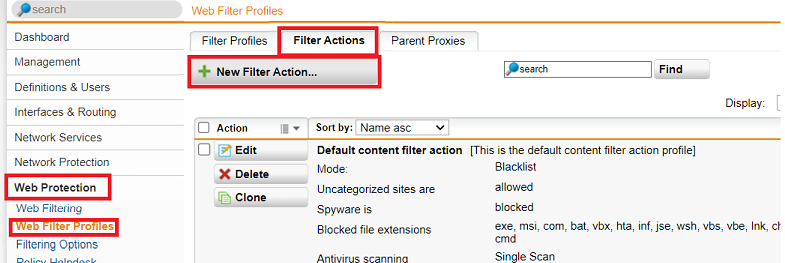 search
Web Filter Profiles
Dashboard
Management
Definitions & Users
Interfaces & Routing
Network Services
Network Protection
Web Protection
Web Filtering
Web Filter Profiles
Filtering Options
Policy Helpdesk
Filter Profiles Filter Actions Parent Proxies
New Filter Action...
search Find
Display:
Action Sort by: Name asc
Edit Default content filter action [This is the default content filter action profile]
Mode: Blacklist
Delete Uncategorized sites are allowed
Clone Spyware is blocked
Blocked file extensions exe, msi, com, bat, vbx, hta, inf, jse, wsh, vbs, vbe, lnk,
cmd
Antivirus scanning Single Scan